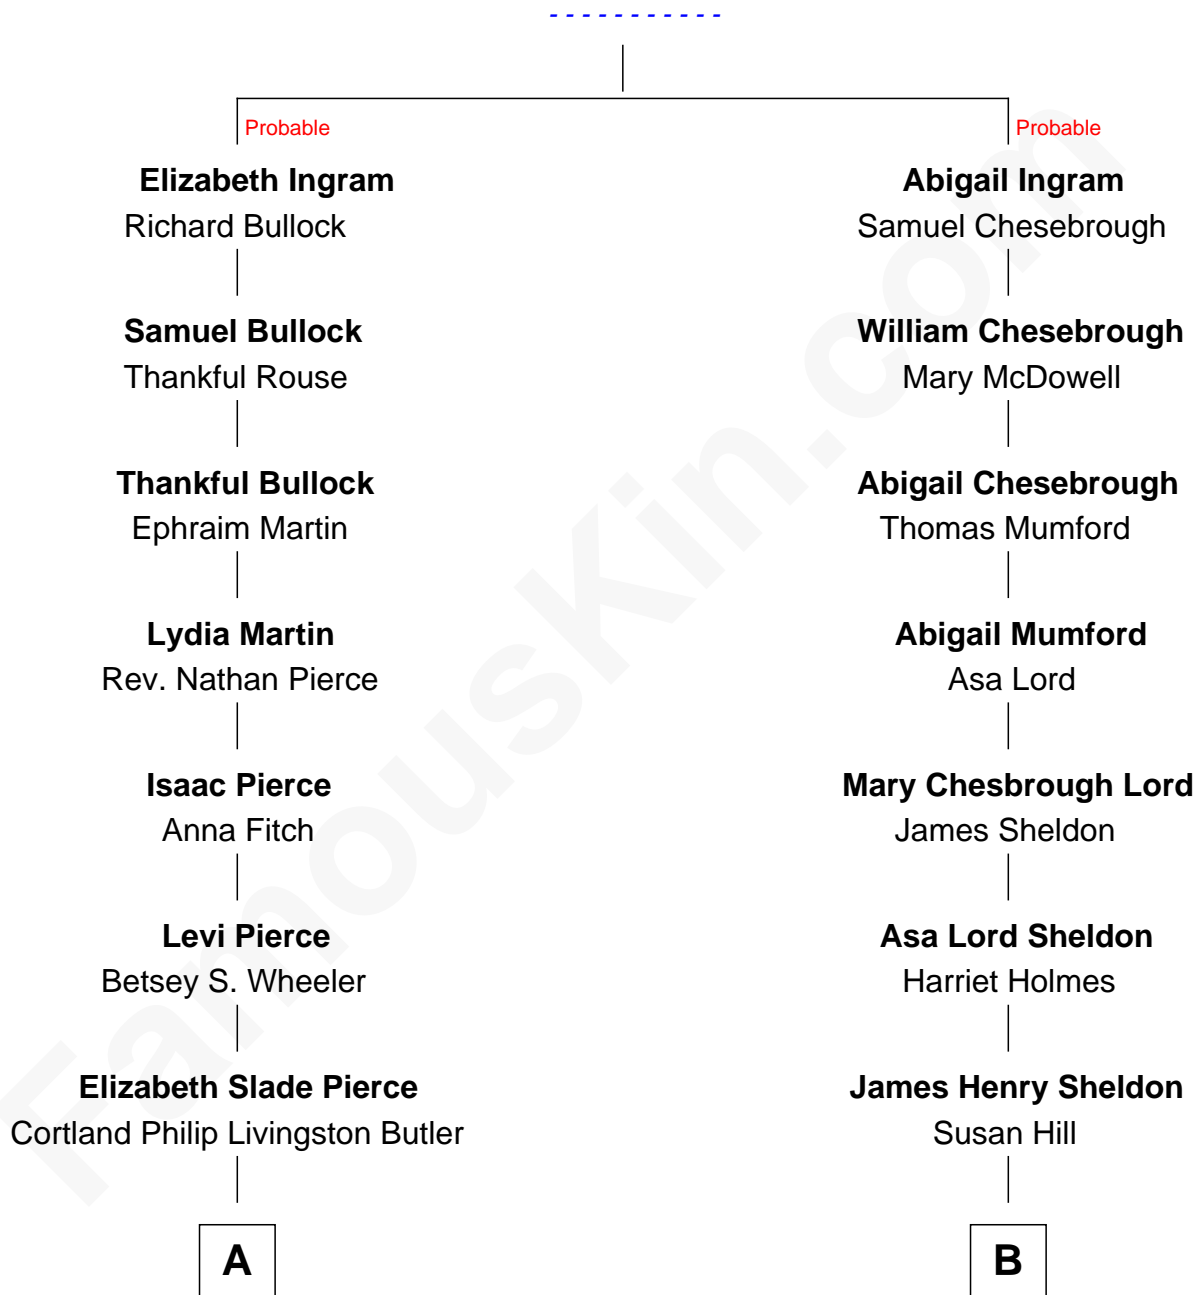 - - - - - - - - - - -
Probable
Probable
Elizabeth Ingram
Richard Bullock
Abigail Ingram
Samuel Chesebrough
Samuel Bullock
Thankful Rouse
William Chesebrough
Mary McDowell
Thankful Bullock
Ephraim Martin
Abigail Chesebrough
Thomas Mumford
Lydia Martin
Rev. Nathan Pierce
Abigail Mumford
Asa Lord
Isaac Pierce
Anna Fitch
Mary Chesbrough Lord
James Sheldon
Levi Pierce
Betsey S. Wheeler
Asa Lord Sheldon
Harriet Holmes
Elizabeth Slade Pierce
Cortland Philip Livingston Butler
James Henry Sheldon
Susan Hill
A
B
FamousKin.com